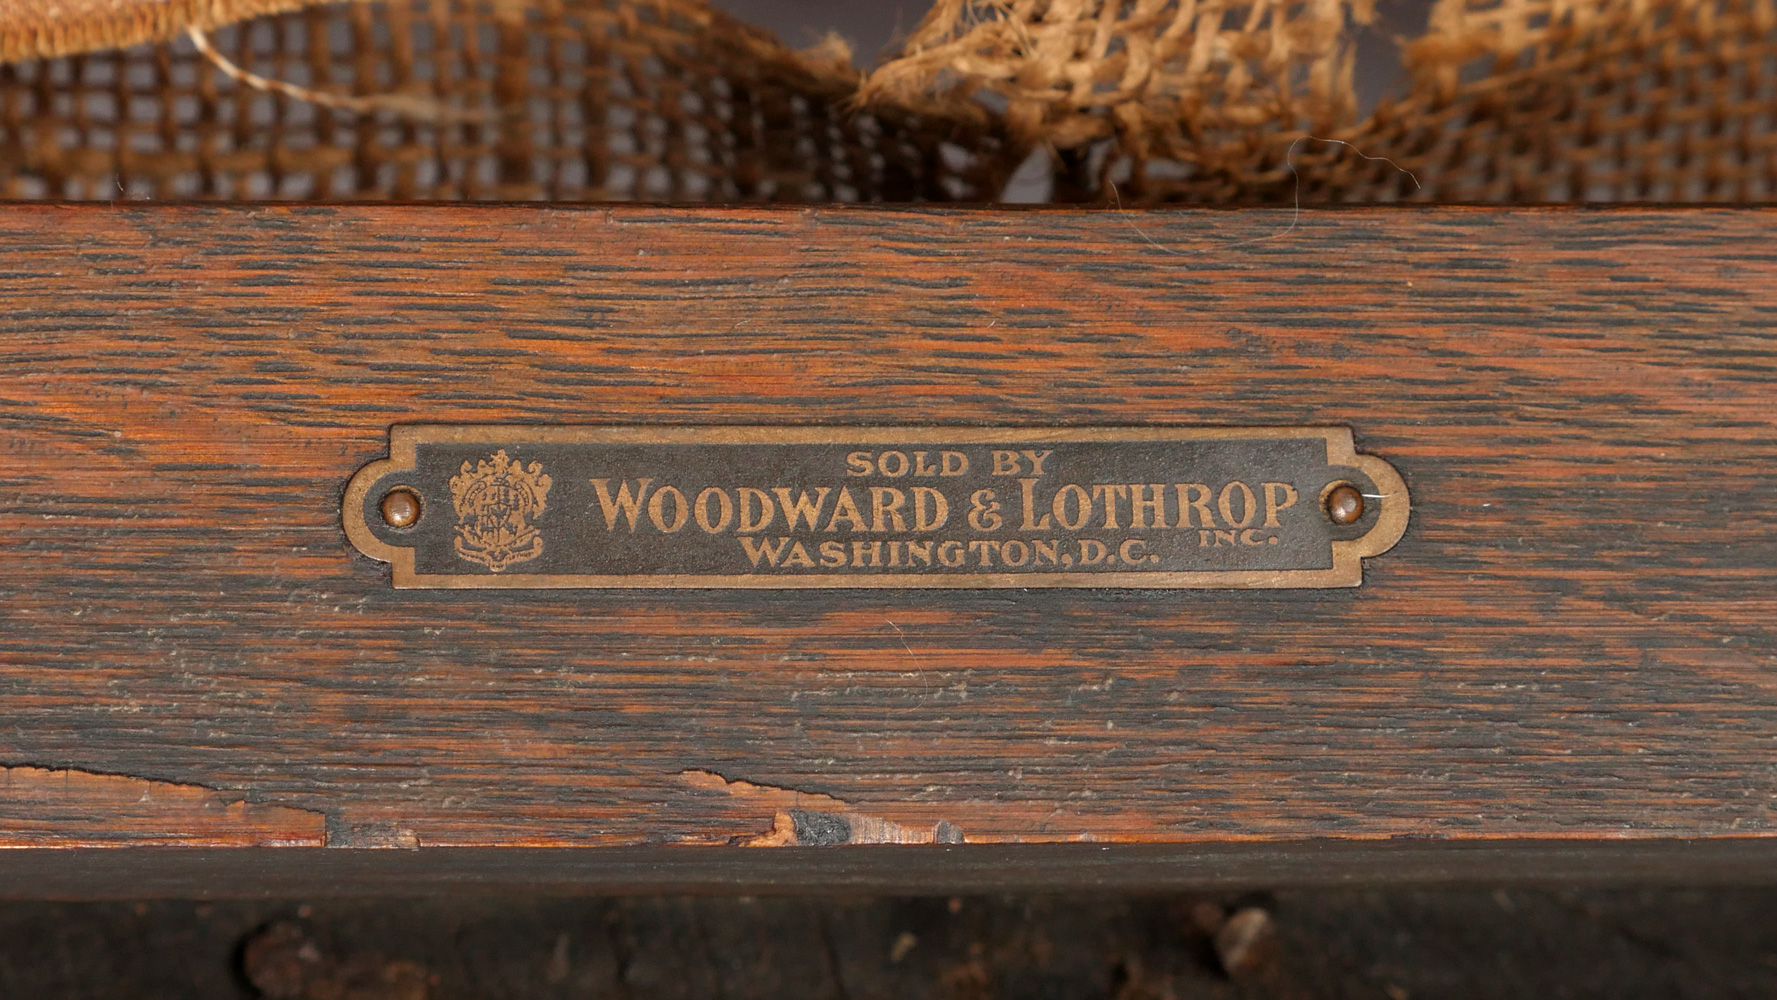 SOLD BY
WOODWARD & LOTHROP
INC.
WASHINGTON, D.C.